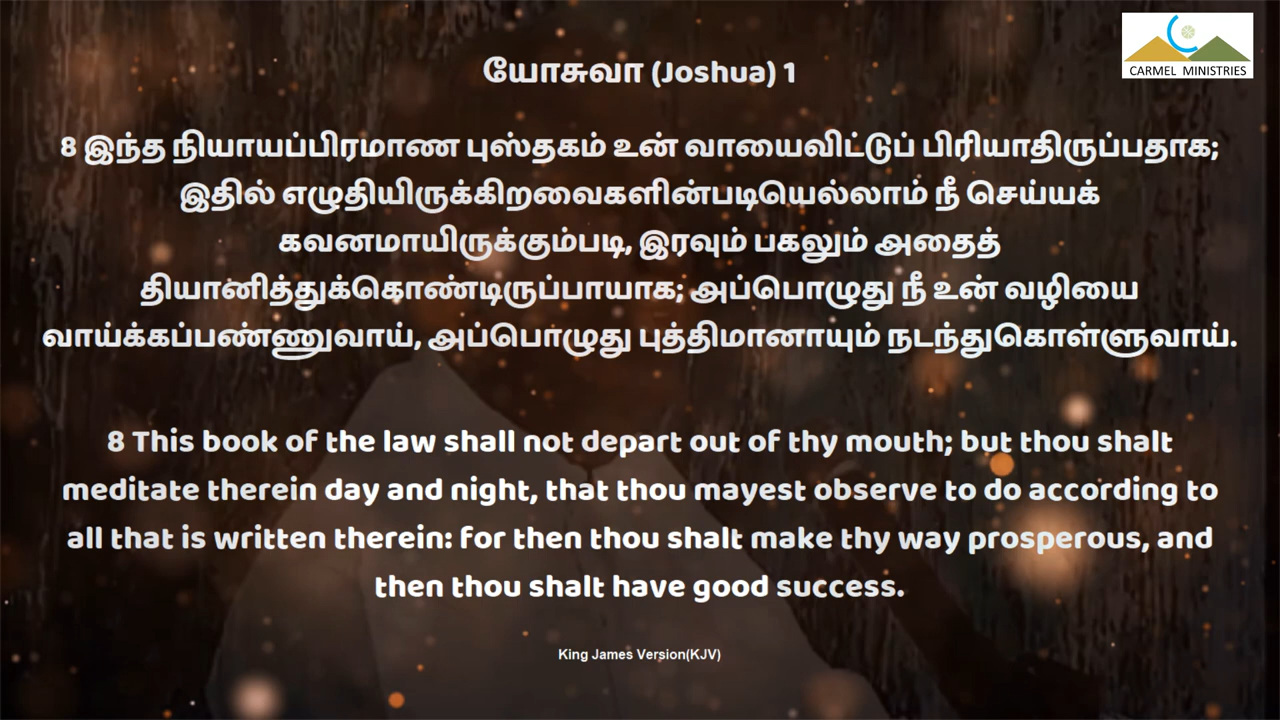 CARMEL MINISTRIES
யோசுவா (Joshua) 1
8 இந்த நியாயப்பிரமாண புஸ்தகம் உன் வாயைவிட்டுப் பிரியாதிருப்பதாக;
இதில் எழுதியிருக்கிறவைகளின்படியெல்லாம் நீ செய்யக்
கவனமாயிருக்கும்படி, இரவும் பகலும் அதைத்
தியானித்துக்கொண்டிருப்பாயாக; அப்பொழுது நீ உன் வழியை
வாய்க்கப்பண்ணுவாய், அப்பொழுது புத்திமானாயும் நடந்துகொள்ளுவாய்.
8 This book of the law shall not depart out of thy mouth; but thou shalt
meditate therein day and night, that thou mayest observe to do according to
all that is written therein: for then thou shalt make thy way prosperous, and
then thou shalt have good success.
King James Version(KJV)